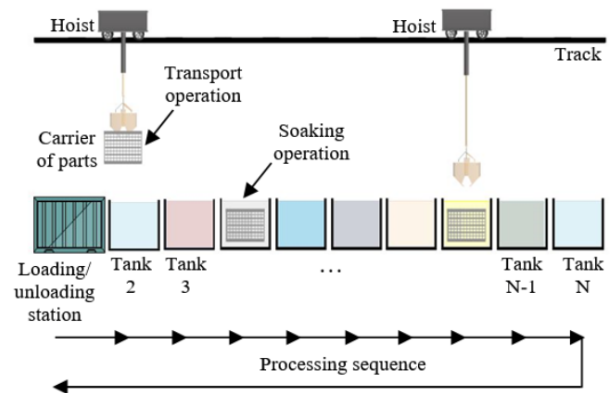 Hoist
Hoist
Track
Transport
operation
Soaking
operation
Carrier
of parts
Loading/
unloading
station
Tank
2
Tank
3
...
Tank
N-1
Tank
N
Processing sequence